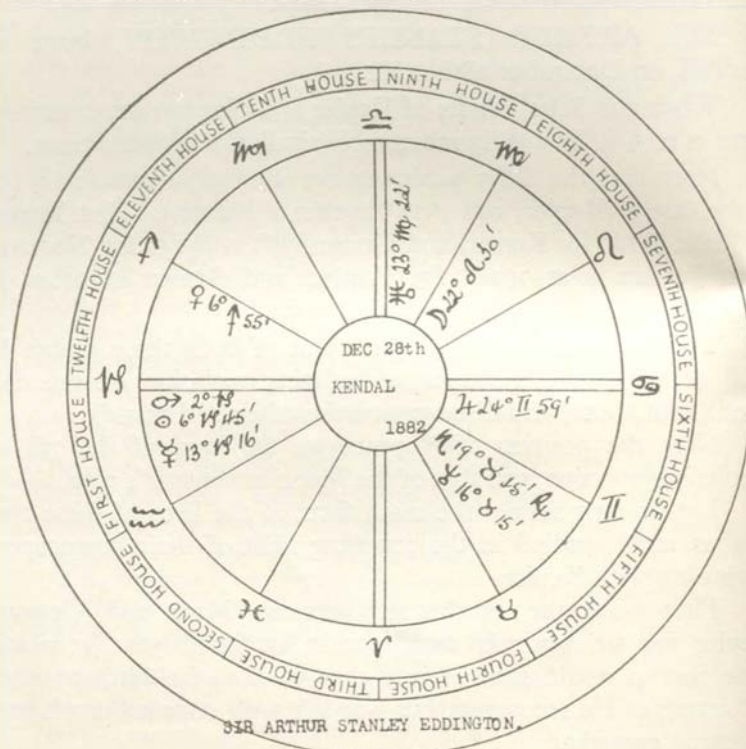 TENTH HOUSE
NINTH HOUSE
EIGHTH HOUSE
SEVENTH HOUSE
SIXTH HOUSE
FIFTH HOUSE
FOURTH HOUSE
THIRD HOUSE
SECOND HOUSE
FIRST HOUSE
TWELFTH HOUSE
ELEVENTH HOUSE
♎
♍
♌
♋
♊
♉
♈
♓
♒
♑
♐
♏
♅ 23° ♍ 22'
☽ 22° ♌ 30'
♀ 6° ♐ 55'
♂ 2° ♑
☉ 6° ♑ 45'
☿ 13° ♑ 16'
♃ 24° ♊ 59'
19° ♉ 45' ℞
16° ♉ 15'
DEC 28th
KENDAL
1882
SIR ARTHUR STANLEY EDDINGTON.